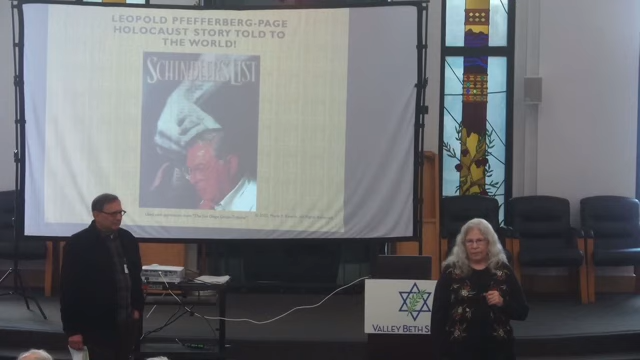 LEOPOLD PFEFFERBERG-PAGE
HOLOCAUST STORY TOLD TO
THE WORLD!
SCHINDLER'S LIST
VALLEY BETH S